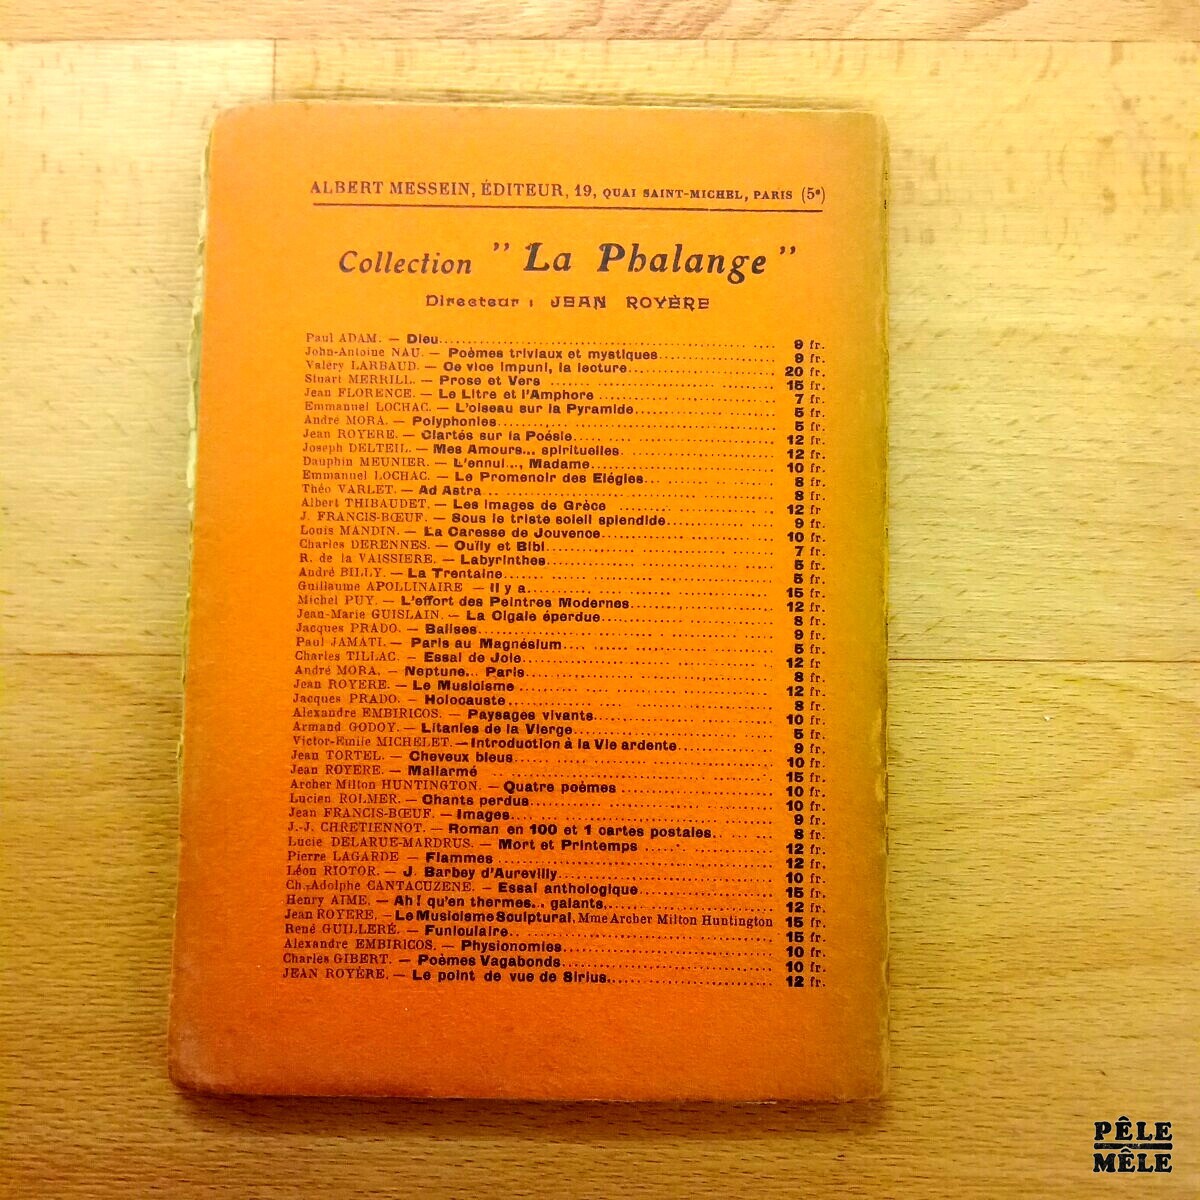 ALBERT MESSEIN, ÉDITEUR, 19, QUAI SAINT-MICHEL, PARIS (5e)
Collection "La Phalange"
Directeur : JEAN ROYÈRE
Paul ADAM. — Dieu. 9 fr.
John-Antoine NAU. — Poèmes triviaux et mystiques. 9 fr.
Valery LARBAUD. — Ce vice impuni, la lecture. 20 fr.
Stuart MERRILL. — Prose et Vers 15 fr.
Jean FLORENCE. — Le Litre et l'Amphore 7 fr.
Emmanuel LOCHAC. — L'oiseau sur la Pyramide. 5 fr.
André MORA. — Polyphonies. 5 fr.
Jean ROYERE. — Clartés sur la Poésie. 12 fr.
Joseph DELTEIL. — Mes Amours... spirituelles. 12 fr.
Dauphin MEUNIER. — L'ennui..., Madame. 10 fr.
Emmanuel LOCHAC. — Le Promenoir des Elégies. 8 fr.
Théo VARLET. — Ad Astra 8 fr.
Albert THIBAUDET. — Les Images de Grèce 12 fr
J. FRANCIS-BŒUF. — Sous le triste soleil splendide. 9 fr.
Louis MANDIN. — La Caresse de Jouvence. 10 fr.
Charles DERENNES. — Ouïly et Bibi. 7 fr.
R. de la VAISSIERE. — Labyrinthes. 5 fr.
André BILLY. — La Trentaine. 5 fr.
Guillaume APOLLINAIRE — Il y a. 15 fr.
Michel PUY. — L'effort des Peintres Modernes. 12 fr.
Jean-Marie GUISLAIN. — La Cigale éperdue. 8 fr.
Jacques PRADO. — Balises. 9 fr.
Paul JAMATI. — Paris au Magnésium. 5 fr.
Charles TILLAC. — Essai de Joie. 12 fr.
André MORA. — Neptune... Paris. 8 fr.
Jean ROYERE. — Le Musicisme 12 fr.
Jacques PRADO. — Holocauste 8 fr.
Alexandre EMBIRICOS. — Paysages vivants. 10 fr.
Armand GODOY. — Litanies de la Vierge. 5 fr.
Victor-Emile MICHELET. — Introduction à la Vie ardente. 9 fr.
Jean TORTEL. — Cheveux bleus. 10 fr.
Jean ROYERE. — Mallarmé 15 fr.
Archer Milton HUNTINGTON. — Quatre poèmes 10 fr.
Lucien ROLMER. — Chants perdus. 10 fr.
Jean FRANCIS-BŒUF. — Images. 9 fr.
J.-J. CHRETIENNOT. — Roman en 100 et 1 cartes postales. 8 fr.
Lucie DELARUE-MARDRUS. — Mort et Printemps 12 fr.
Pierre LAGARDE — Flammes 12 fr.
Léon RIOTOR. — J. Barbey d'Aurevilly. 10 fr.
Ch.-Adolphe CANTACUZENE. — Essai anthologique. 15 fr.
Henry AIME. — Ah ! qu'en thermes... galants. 12 fr.
Jean ROYERE, — Le Musicisme Sculptural, Mme Archer Milton Huntington 15 fr.
René GUILLERÉ. — Funiculaire. 15 fr.
Alexandre EMBIRICOS. — Physionomies. 10 fr.
Charles GIBERT. — Poèmes Vagabonds. 10 fr.
JEAN ROYÉRE. — Le point de vue de Sirius. 12 fr.
PÊLE
MÊLE